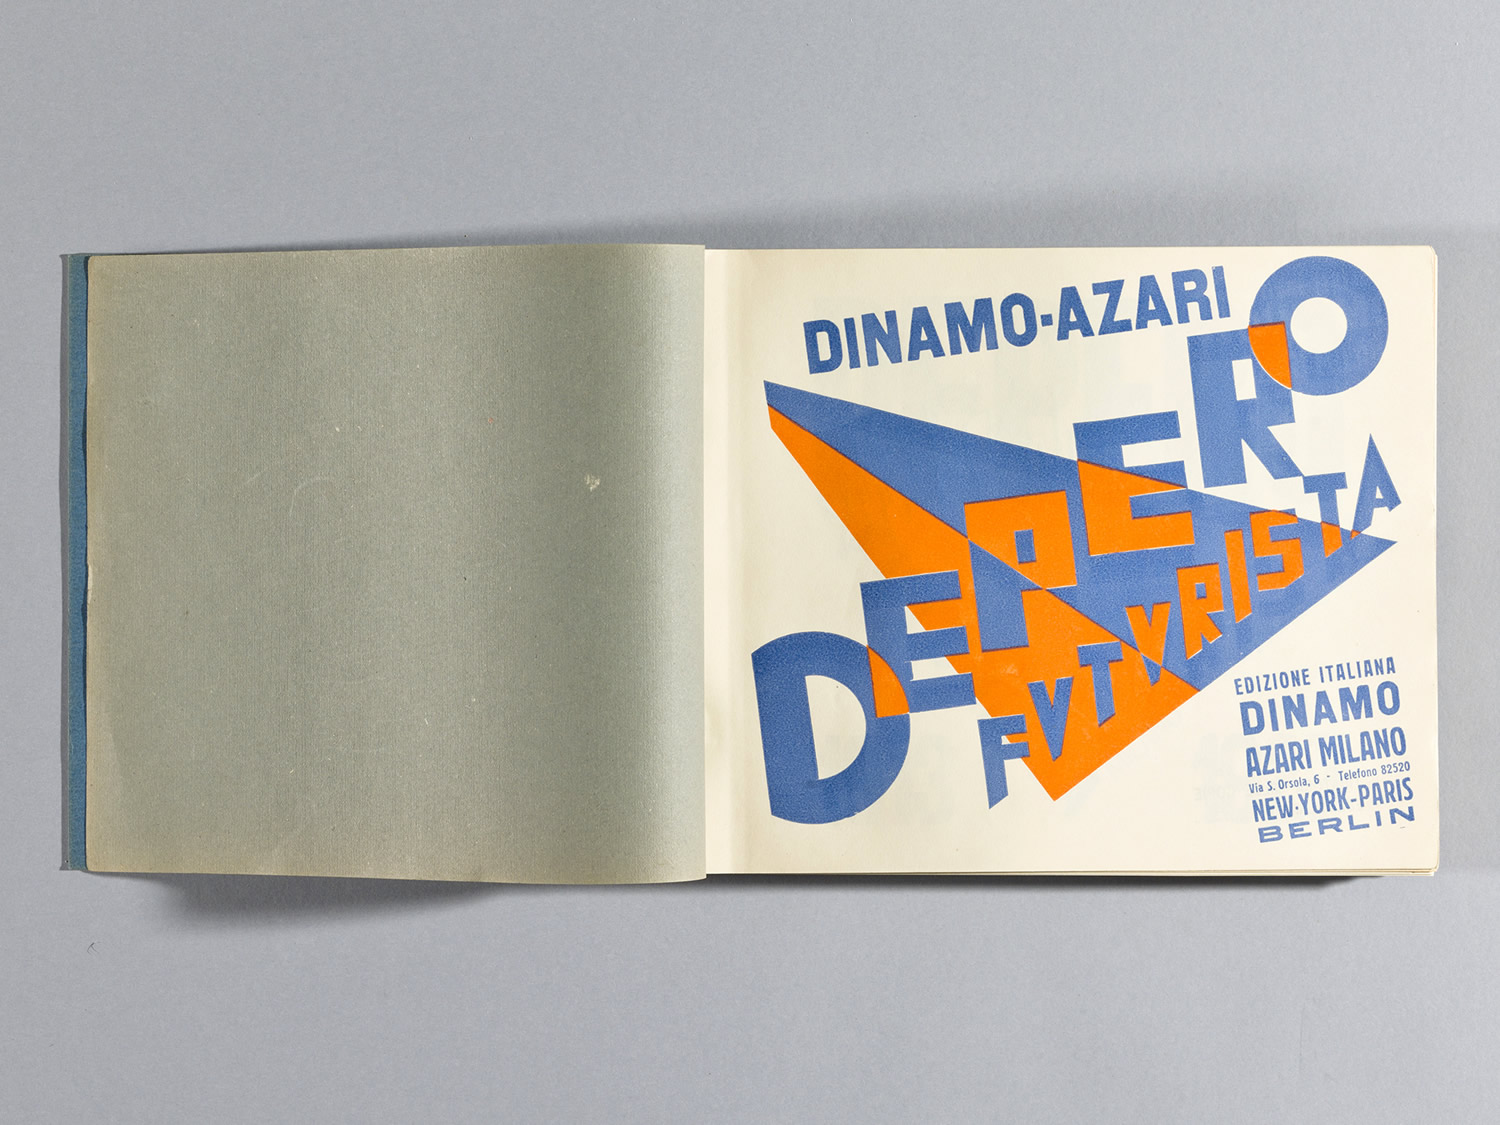 DINAMO-AZARI
DEPERO
FVTVRISTA
EDIZIONE ITALIANA
DINAMO
AZARI MILANO
Via S. Orsola, 6 - Telefono 82520
NEW-YORK-PARIS
BERLIN